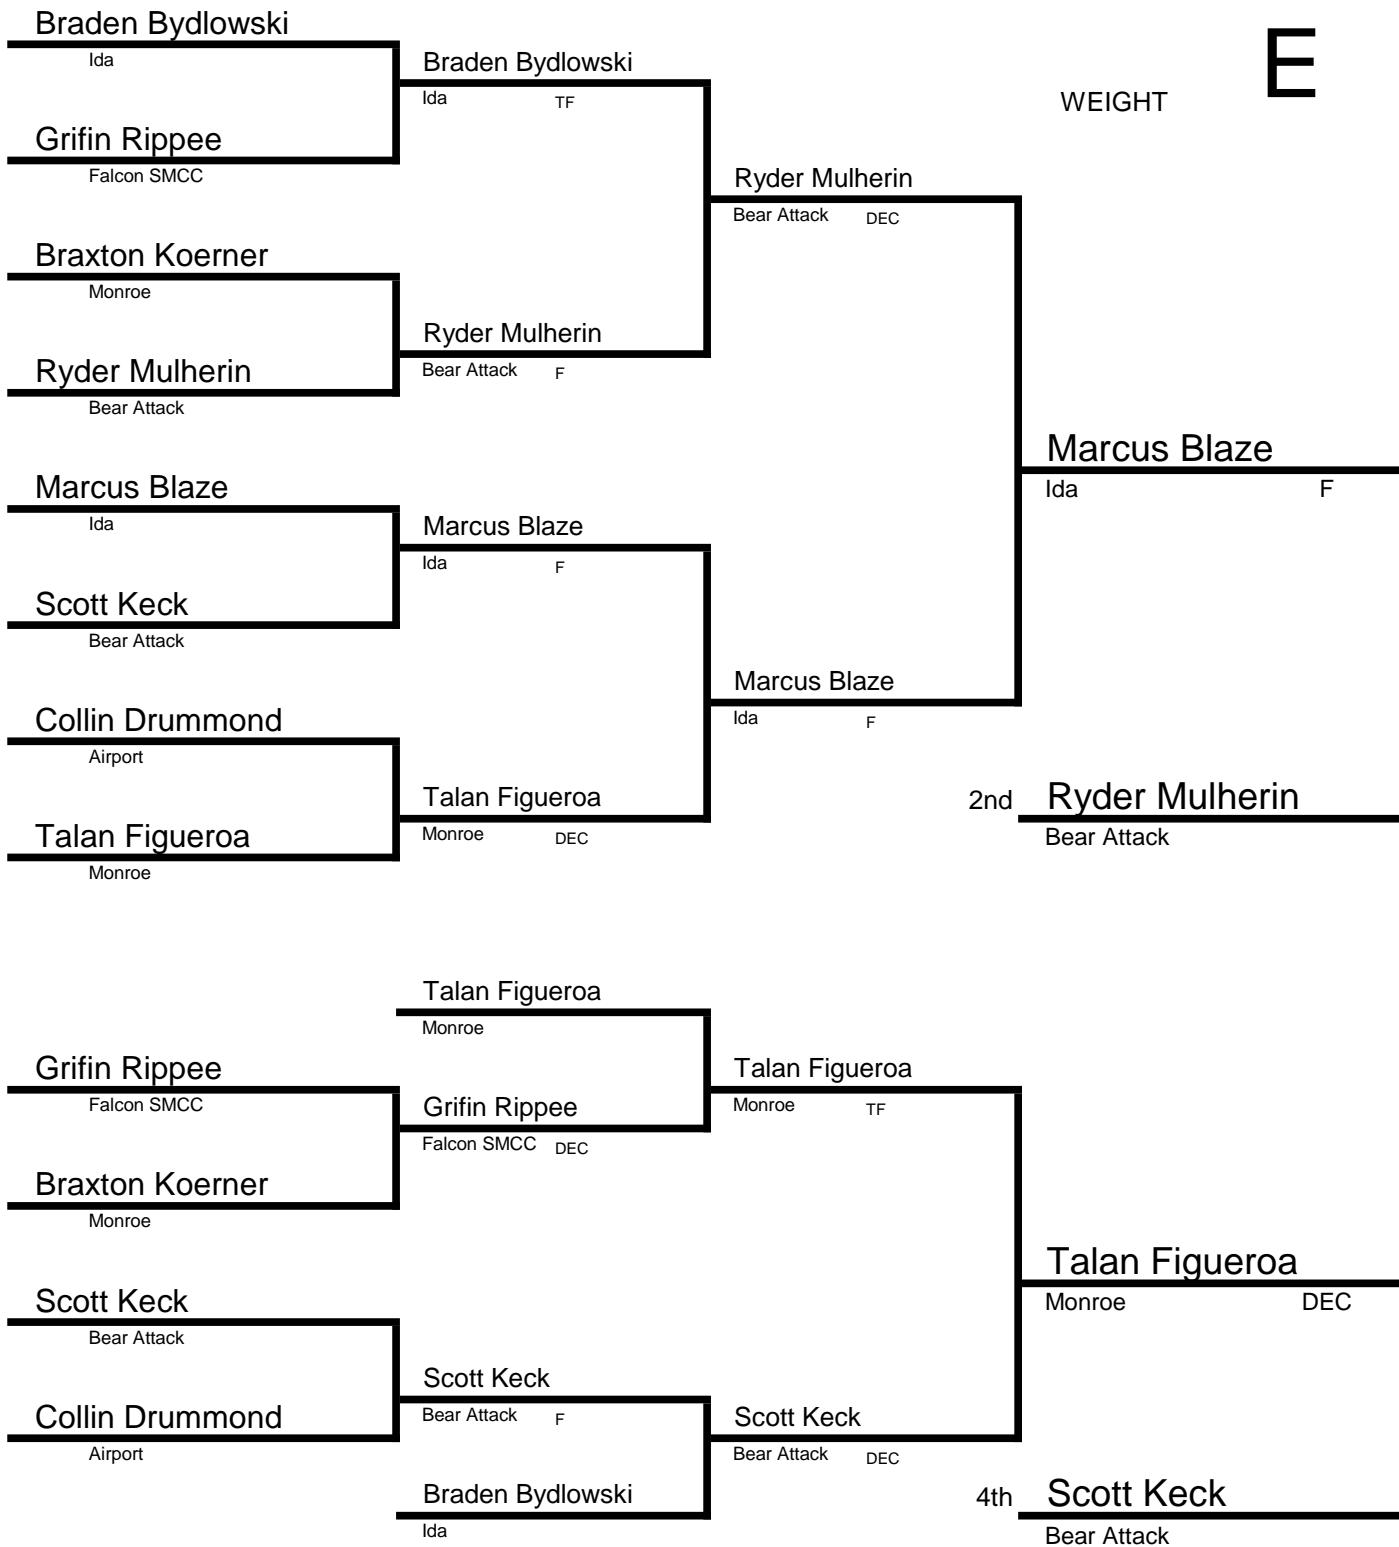 Braden Bydlowski
Ida
Braden Bydlowski
Ida TF
E
WEIGHT
Grifin Rippee
Falcon SMCC
Ryder Mulherin
Bear Attack DEC
Braxton Koerner
Monroe
Ryder Mulherin
Bear Attack F
Ryder Mulherin
Bear Attack
Marcus Blaze
Ida F
Marcus Blaze
Ida
Marcus Blaze
Ida F
Scott Keck
Bear Attack
Marcus Blaze
Ida F
Collin Drummond
Airport
Talan Figueroa
Monroe DEC
2nd Ryder Mulherin
Bear Attack
Talan Figueroa
Monroe
Talan Figueroa
Monroe
Grifin Rippee
Falcon SMCC
Talan Figueroa
Monroe TF
Grifin Rippee
Falcon SMCC DEC
Braxton Koerner
Monroe
Talan Figueroa
Monroe DEC
Scott Keck
Bear Attack
Scott Keck
Bear Attack F
Collin Drummond
Airport
Scott Keck
Bear Attack DEC
Braden Bydlowski
Ida
4th Scott Keck
Bear Attack